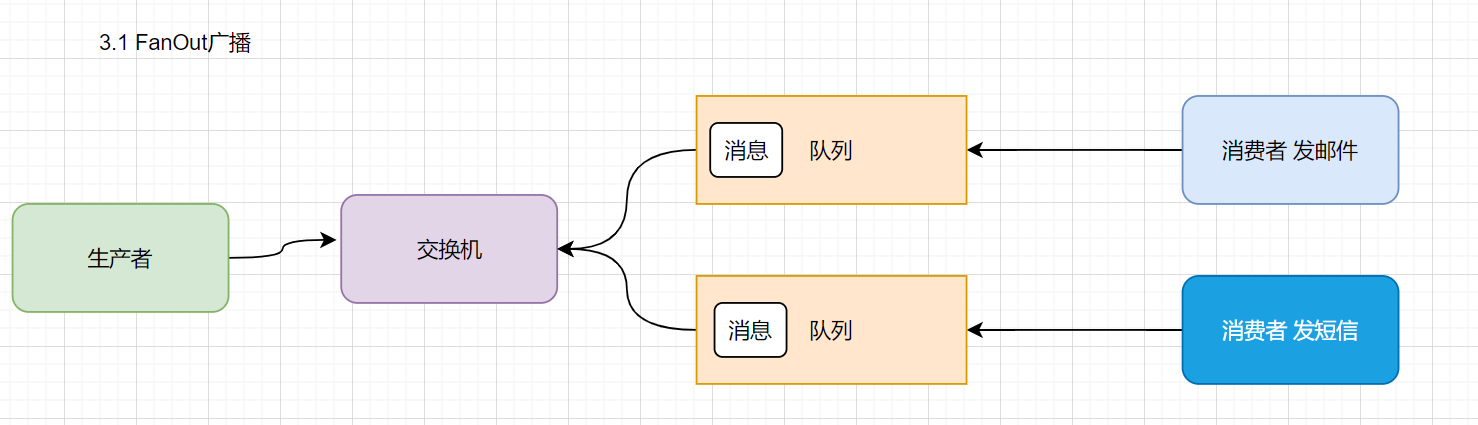 3.1 FanOut广播
生产者
交换机
消息
队列
消费者 发邮件
消息
队列
消费者 发短信